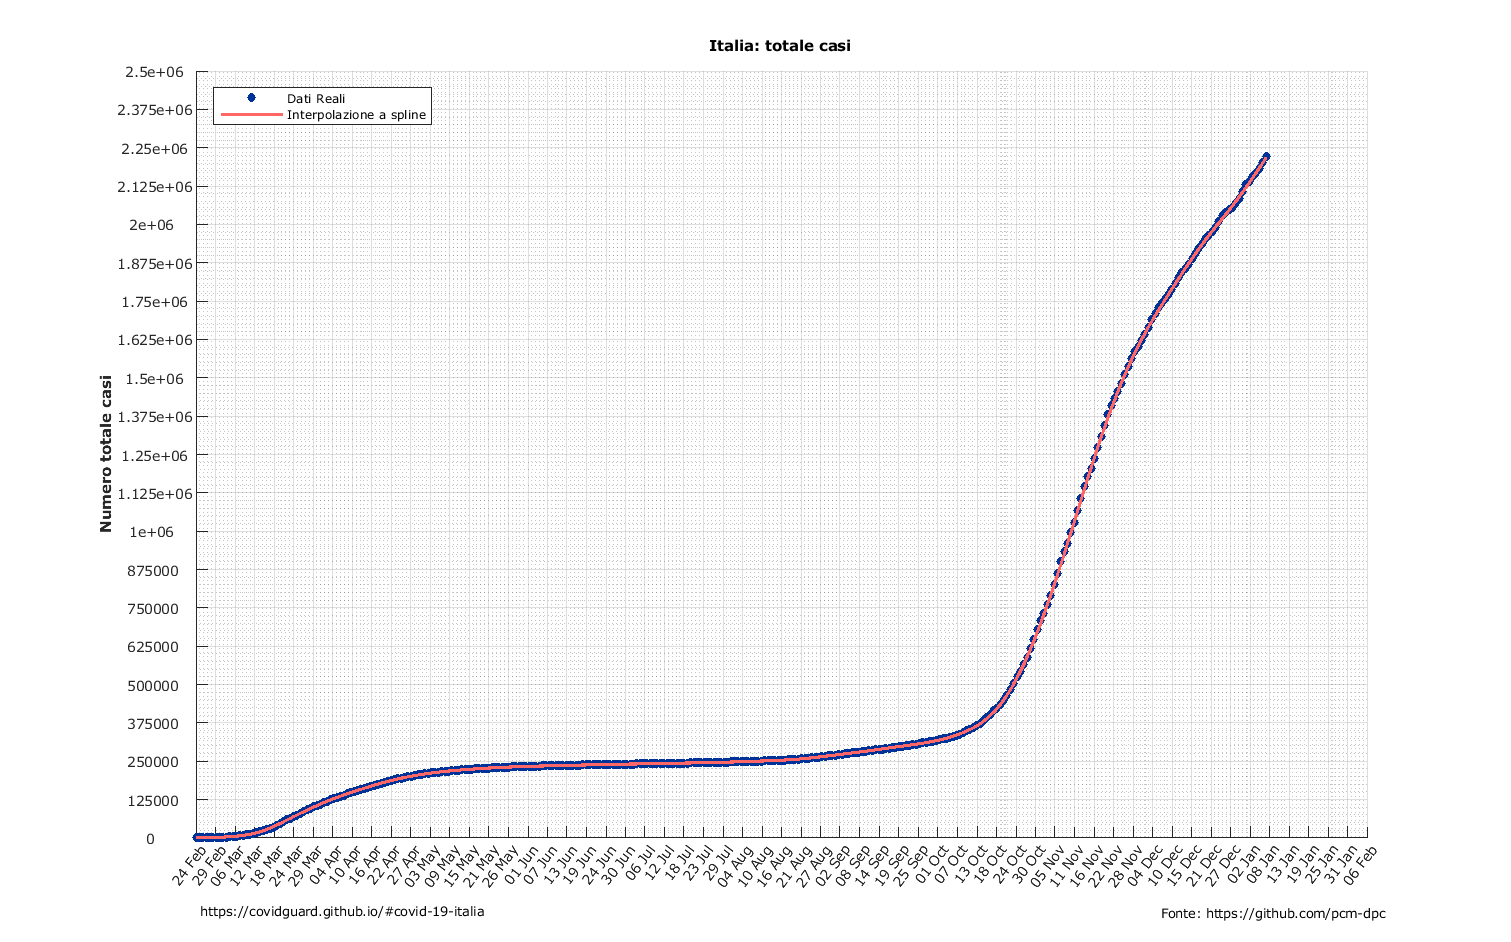 Italia: totale casi
Dati Reali
Interpolazione a spline
Numero totale casi
2.5e+06
2.375e+06
2.25e+06
2.125e+06
2e+06
1.875e+06
1.75e+06
1.625e+06
1.5e+06
1.375e+06
1.25e+06
1.125e+06
1e+06
875000
750000
625000
500000
375000
250000
125000
0
24 Feb
29 Feb
06 Mar
12 Mar
18 Mar
24 Mar
29 Mar
04 Apr
10 Apr
16 Apr
22 Apr
27 Apr
03 May
09 May
15 May
21 May
26 May
01 Jun
07 Jun
13 Jun
19 Jun
24 Jun
30 Jun
06 Jul
12 Jul
18 Jul
23 Jul
29 Jul
04 Aug
10 Aug
16 Aug
21 Aug
27 Aug
02 Sep
08 Sep
14 Sep
19 Sep
25 Oct
01 Oct
07 Oct
13 Oct
18 Oct
24 Oct
30 Nov
05 Nov
11 Nov
16 Nov
22 Nov
28 Nov
04 Dec
10 Dec
15 Dec
21 Dec
27 Dec
02 Jan
08 Jan
13 Jan
19 Jan
25 Jan
31 Jan
06 Feb
https://covidguard.github.io/#covid-19-italia
Fonte: https://github.com/pcm-dpc